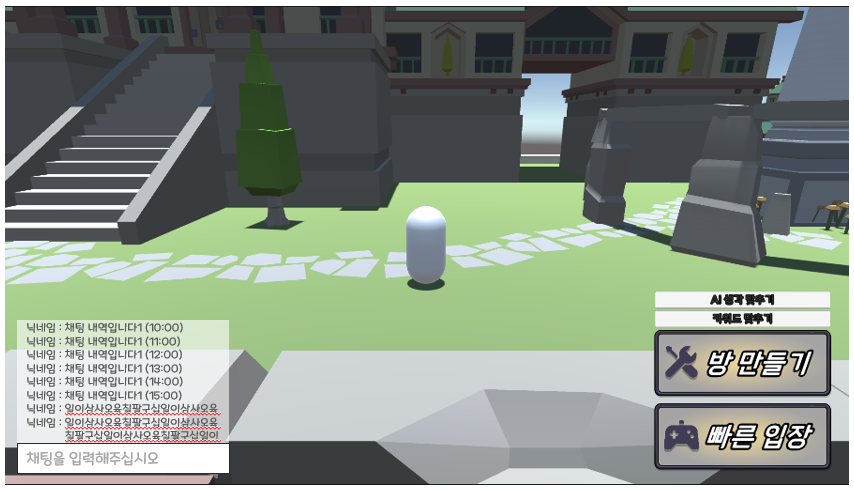 닉네임 : 채팅 내역입니다1 (10:00)
닉네임 : 채팅 내역입니다1 (11:00)
닉네임 : 채팅 내역입니다1 (12:00)
닉네임 : 채팅 내역입니다1 (13:00)
닉네임 : 채팅 내역입니다1 (14:00)
닉네임 : 채팅 내역입니다1 (15:00)
닉네임 : 일이삼사오육칠팔구십일이삼사오육
닉네임 : 일이삼사오육칠팔구십일이삼사오육
칠팔구십일이삼사오육칠팔구십일이
채팅을 입력해주십시오
AI 생각 맞추기
키워드 맞추기
방 만들기
빠른 입장